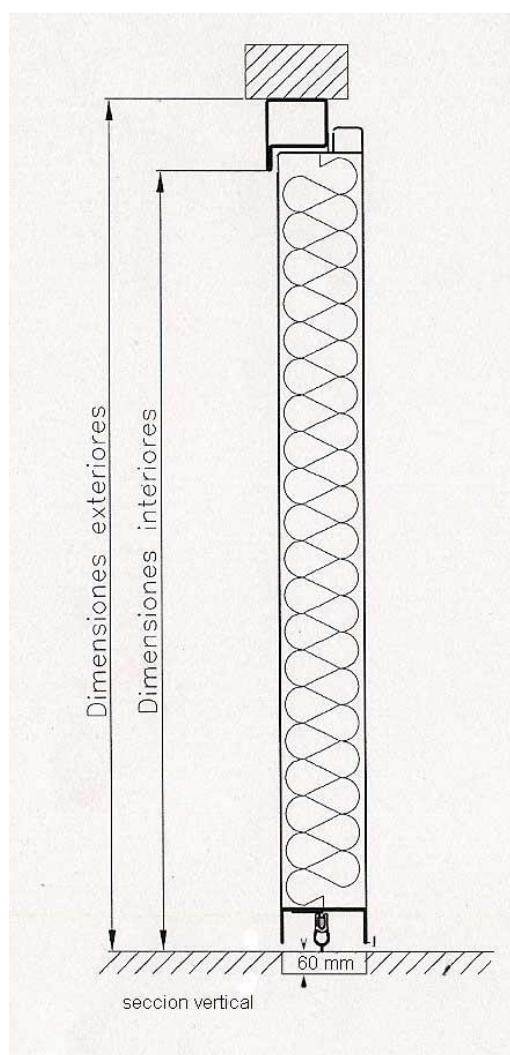 Dimensiones exteriores
Dimensiones interiores
60 mm
seccion vertical